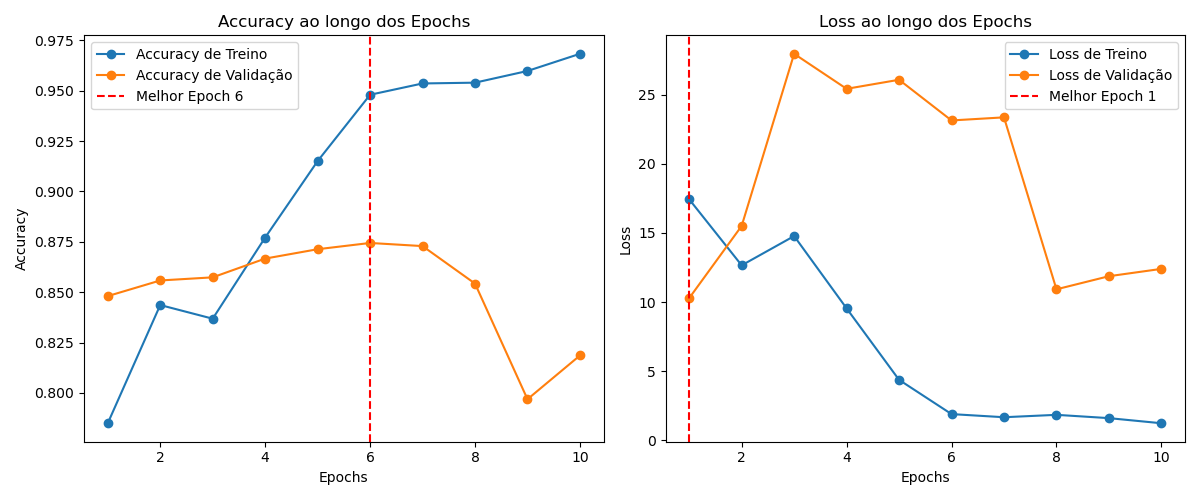 Accuracy ao longo dos Epochs
0.975
0.950
0.925
0.900
0.875
0.850
0.825
0.800
Accuracy
Accuracy de Treino
Accuracy de Validação
Melhor Epoch 6
2 4 6 8 10
Epochs
Loss ao longo dos Epochs
25
20
15
10
5
0
Loss
Loss de Treino
Loss de Validação
Melhor Epoch 1
2 4 6 8 10
Epochs